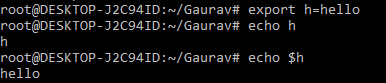 root@DESKTOP-J2C94ID:~/Gaurav# export h=hello
root@DESKTOP-J2C94ID:~/Gaurav# echo h
h
root@DESKTOP-J2C94ID:~/Gaurav# echo $h
hello